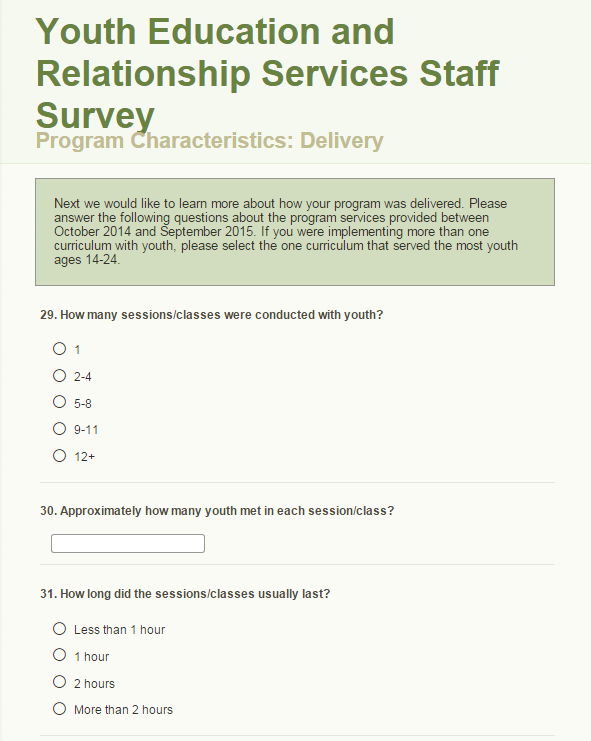 Youth Education and
Relationship Services Staff
Survey
Program Characteristics: Delivery
Next we would like to learn more about how your program was delivered. Please
answer the following questions about the program services provided between
October 2014 and September 2015. If you were implementing more than one
curriculum with youth, please select the one curriculum that served the most youth
ages 14-24.
29. How many sessions/classes were conducted with youth?
1
2-4
5-8
9-11
12+
30. Approximately how many youth met in each session/class?
31. How long did the sessions/classes usually last?
Less than 1 hour
1 hour
2 hours
More than 2 hours